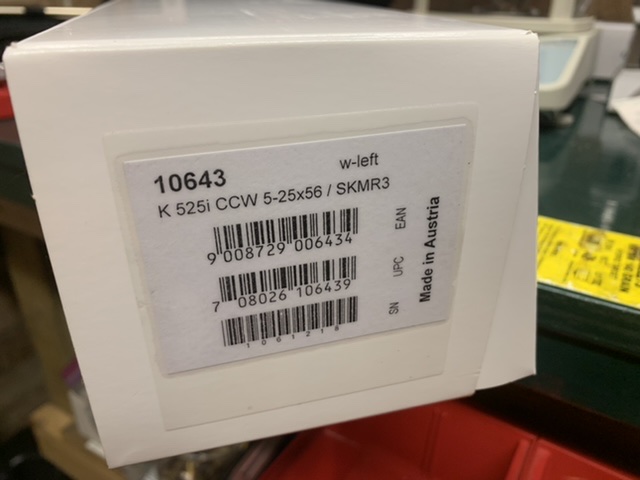 10643
w-left
K 525i CCW 5-25x56 / SKMR3
9 008729 006434
EAN
7 08026 106439
UPC
1061218
SN
Made in Austria